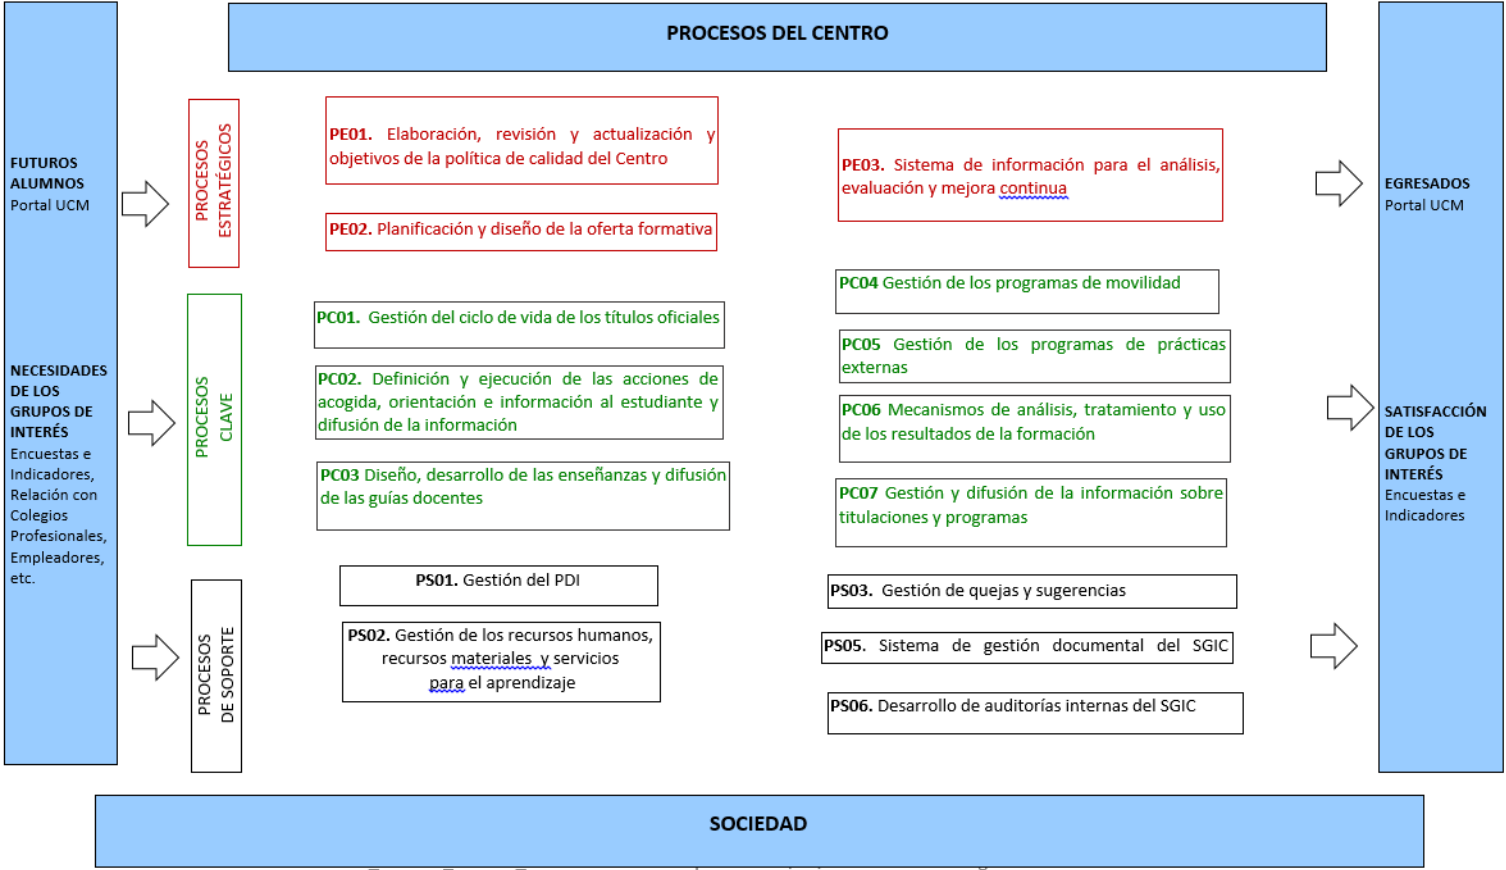 PROCESOS DEL CENTRO
FUTUROS
ALUMNOS
Portal UCM
NECESIDADES
DE LOS
GRUPOS DE
INTERÉS
Encuestas e
Indicadores,
Relación con
Colegios
Profesionales,
Empleadores,
etc.
PROCESOS
ESTRATÉGICOS
PE01. Elaboración, revisión y actualización y
objetivos de la política de calidad del Centro
PE02. Planificación y diseño de la oferta formativa
PE03. Sistema de información para el análisis,
evaluación y mejora continua
PROCESOS
CLAVE
PC01. Gestión del ciclo de vida de los títulos oficiales
PC02. Definición y ejecución de las acciones de
acogida, orientación e información al estudiante y
difusión de la información
PC03 Diseño, desarrollo de las enseñanzas y difusión
de las guías docentes
PC04 Gestión de los programas de movilidad
PC05 Gestión de los programas de prácticas
externas
PC06 Mecanismos de análisis, tratamiento y uso
de los resultados de la formación
PC07 Gestión y difusión de la información sobre
titulaciones y programas
PROCESOS
DE SOPORTE
PS01. Gestión del PDI
PS02. Gestión de los recursos humanos,
recursos materiales y servicios
para el aprendizaje
PS03. Gestión de quejas y sugerencias
PS05. Sistema de gestión documental del SGIC
PS06. Desarrollo de auditorías internas del SGIC
EGRESADOS
Portal UCM
SATISFACCIÓN
DE LOS
GRUPOS DE
INTERÉS
Encuestas e
Indicadores
SOCIEDAD